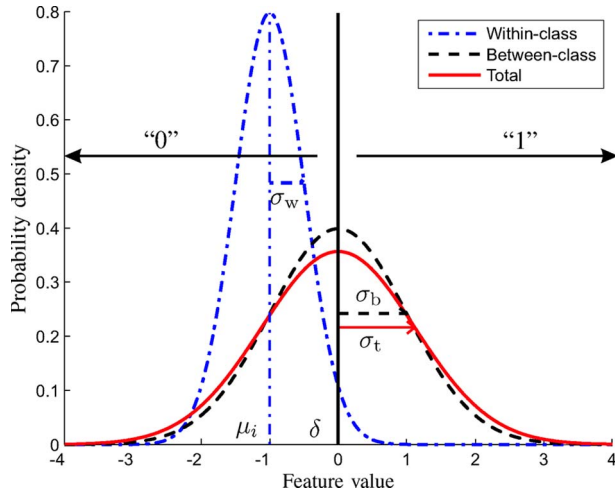 0.8
0.7
0.6
0.5
0.4
0.3
0.2
0.1
0
Probability density
Within-class
Between-class
Total
“0”
“1”
σw
σb
σt
μi
δ
-4
-3
-2
-1
0
1
2
3
4
Feature value